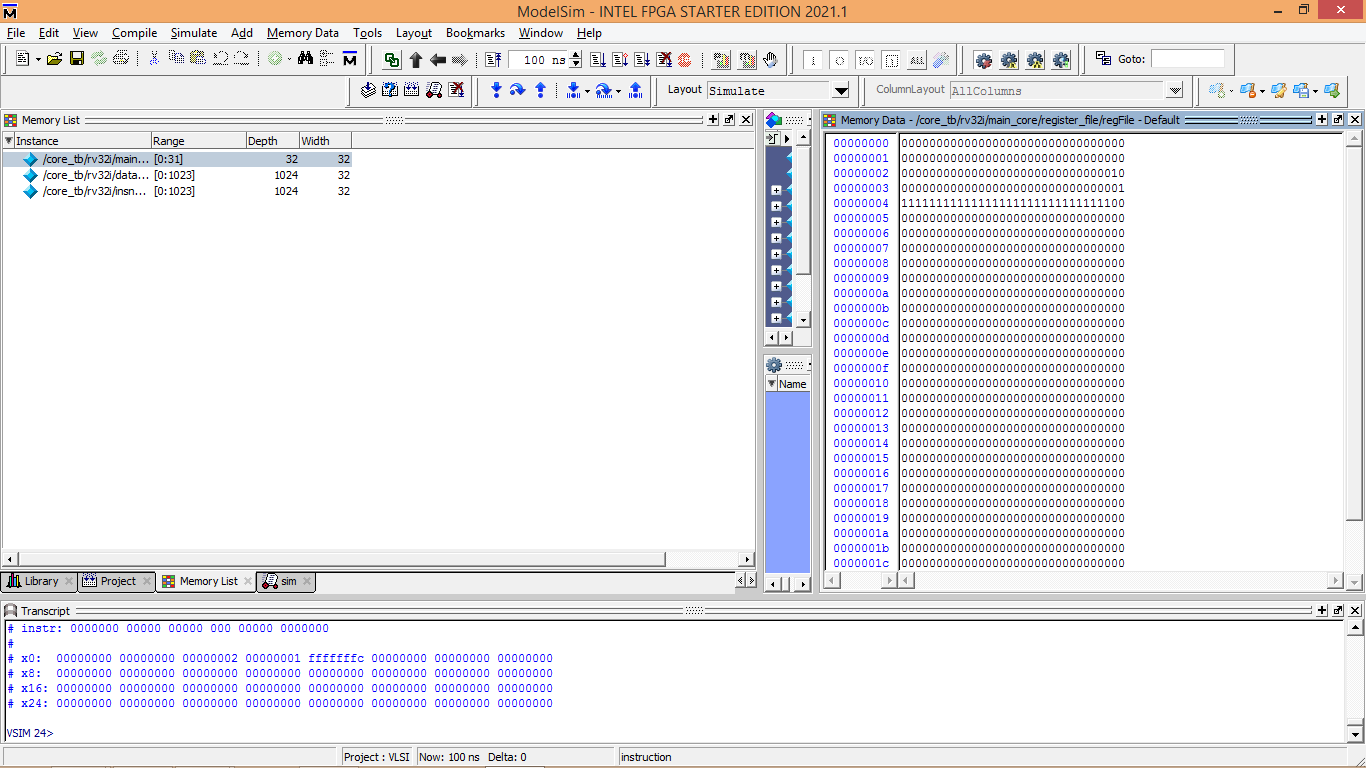 ModelSim - INTEL FPGA STARTER EDITION 2021.1
File Edit View Compile Simulate Add Memory Data Tools Layout Bookmarks Window Help
100 ns
Goto:
Layout Simulate
ColumnLayout AllColumns
Memory List
Instance Range Depth Width
/core_tb/rv32i/main... [0:31] 32 32
/core_tb/rv32i/data... [0:1023] 1024 32
/core_tb/rv32i/insn... [0:1023] 1024 32
Name
Memory Data - /core_tb/rv32i/main_core/register_file/regFile - Default
00000000 00000000000000000000000000000000
00000001 00000000000000000000000000000000
00000002 00000000000000000000000000000010
00000003 00000000000000000000000000000001
00000004 11111111111111111111111111111100
00000005 00000000000000000000000000000000
00000006 00000000000000000000000000000000
00000007 00000000000000000000000000000000
00000008 00000000000000000000000000000000
00000009 00000000000000000000000000000000
0000000a 00000000000000000000000000000000
0000000b 00000000000000000000000000000000
0000000c 00000000000000000000000000000000
0000000d 00000000000000000000000000000000
0000000e 00000000000000000000000000000000
0000000f 00000000000000000000000000000000
00000010 00000000000000000000000000000000
00000011 00000000000000000000000000000000
00000012 00000000000000000000000000000000
00000013 00000000000000000000000000000000
00000014 00000000000000000000000000000000
00000015 00000000000000000000000000000000
00000016 00000000000000000000000000000000
00000017 00000000000000000000000000000000
00000018 00000000000000000000000000000000
00000019 00000000000000000000000000000000
0000001a 00000000000000000000000000000000
0000001b 00000000000000000000000000000000
0000001c 00000000000000000000000000000000
Library Project Memory List sim
Transcript
# instr: 0000000 00000 00000 000 00000 0000000
#
# x0: 00000000 00000000 00000002 00000001 fffffffc 00000000 00000000 00000000
# x8: 00000000 00000000 00000000 00000000 00000000 00000000 00000000 00000000
# x16: 00000000 00000000 00000000 00000000 00000000 00000000 00000000 00000000
# x24: 00000000 00000000 00000000 00000000 00000000 00000000 00000000 00000000
VSIM 24>
Project : VLSI Now: 100 ns Delta: 0 instruction